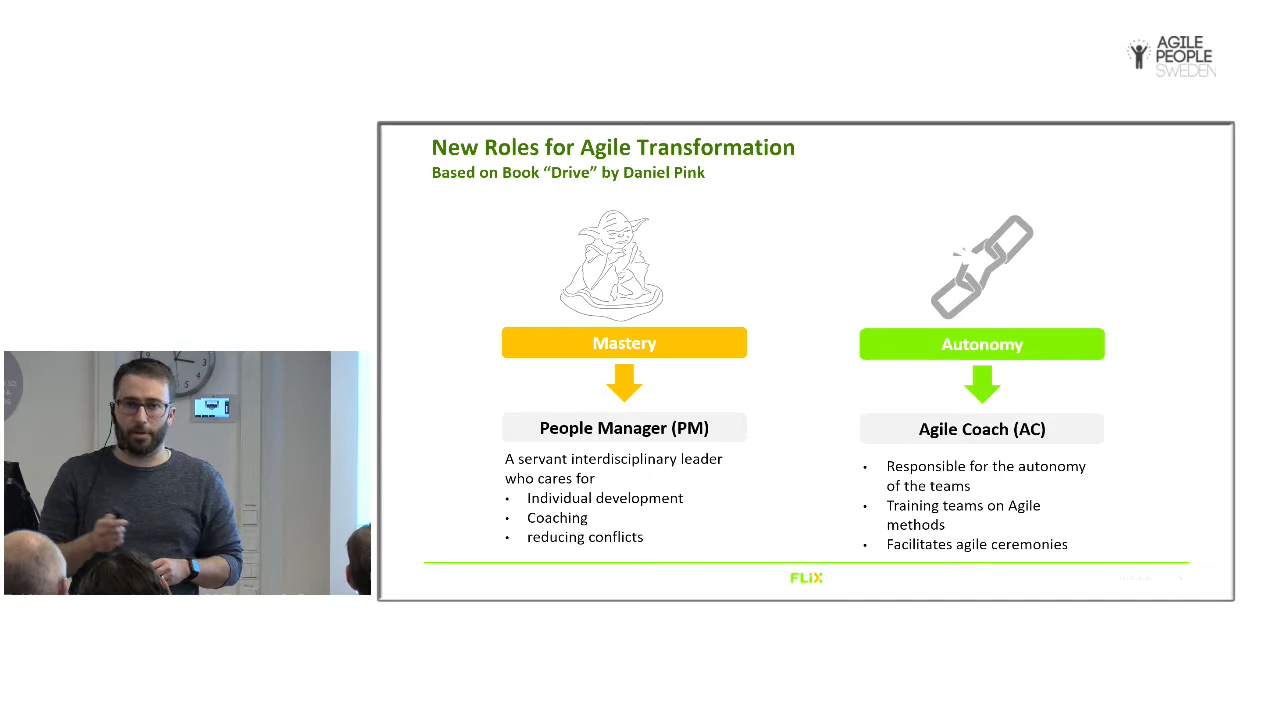 AGILE
PEOPLE
SWEDEN
New Roles for Agile Transformation
Based on Book “Drive” by Daniel Pink
Mastery
Autonomy
People Manager (PM)
A servant interdisciplinary leader
who cares for
• Individual development
• Coaching
• reducing conflicts
Agile Coach (AC)
• Responsible for the autonomy
of the teams
• Training teams on Agile
methods
• Facilitates agile ceremonies
FLiX